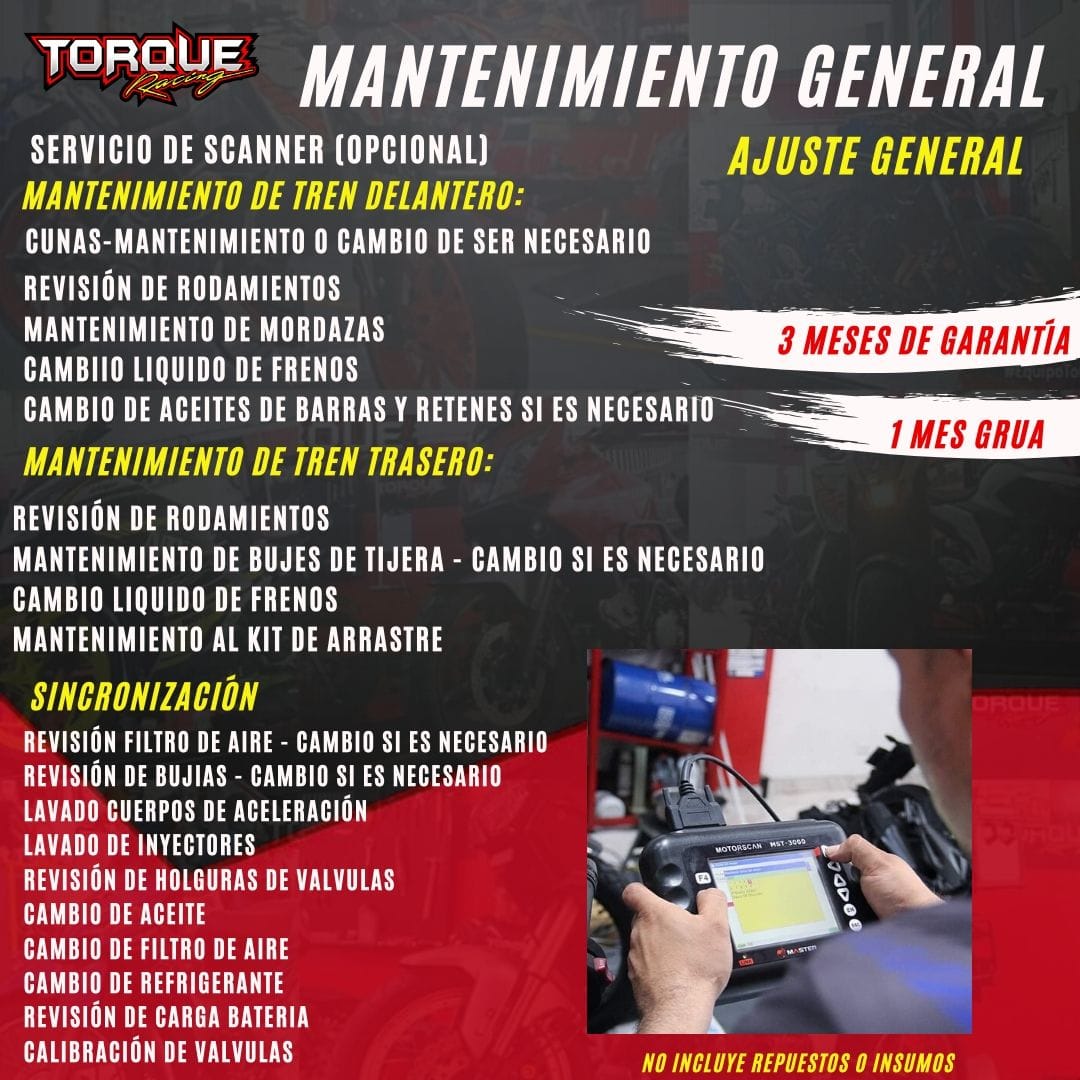 TORQUE
Racing
MANTENIMIENTO GENERAL
AJUSTE GENERAL
SERVICIO DE SCANNER (OPCIONAL)
MANTENIMIENTO DE TREN DELANTERO:
CUNAS-MANTENIMIENTO O CAMBIO DE SER NECESARIO
REVISIÓN DE RODAMIENTOS
MANTENIMIENTO DE MORDAZAS
CAMBIIO LIQUIDO DE FRENOS
CAMBIO DE ACEITES DE BARRAS Y RETENES SI ES NECESARIO
3 MESES DE GARANTÍA
1 MES GRUA
MANTENIMIENTO DE TREN TRASERO:
REVISIÓN DE RODAMIENTOS
MANTENIMIENTO DE BUJES DE TIJERA - CAMBIO SI ES NECESARIO
CAMBIO LIQUIDO DE FRENOS
MANTENIMIENTO AL KIT DE ARRASTRE
SINCRONIZACIÓN
REVISIÓN FILTRO DE AIRE - CAMBIO SI ES NECESARIO
REVISIÓN DE BUJIAS - CAMBIO SI ES NECESARIO
LAVADO CUERPOS DE ACELERACIÓN
LAVADO DE INYECTORES
REVISIÓN DE HOLGURAS DE VALVULAS
CAMBIO DE ACEITE
CAMBIO DE FILTRO DE AIRE
CAMBIO DE REFRIGERANTE
REVISIÓN DE CARGA BATERIA
CALIBRACIÓN DE VALVULAS
TORQUE
MOTORSCAN MST-3000
F4
MASTER
NO INCLUYE REPUESTOS O INSUMOS